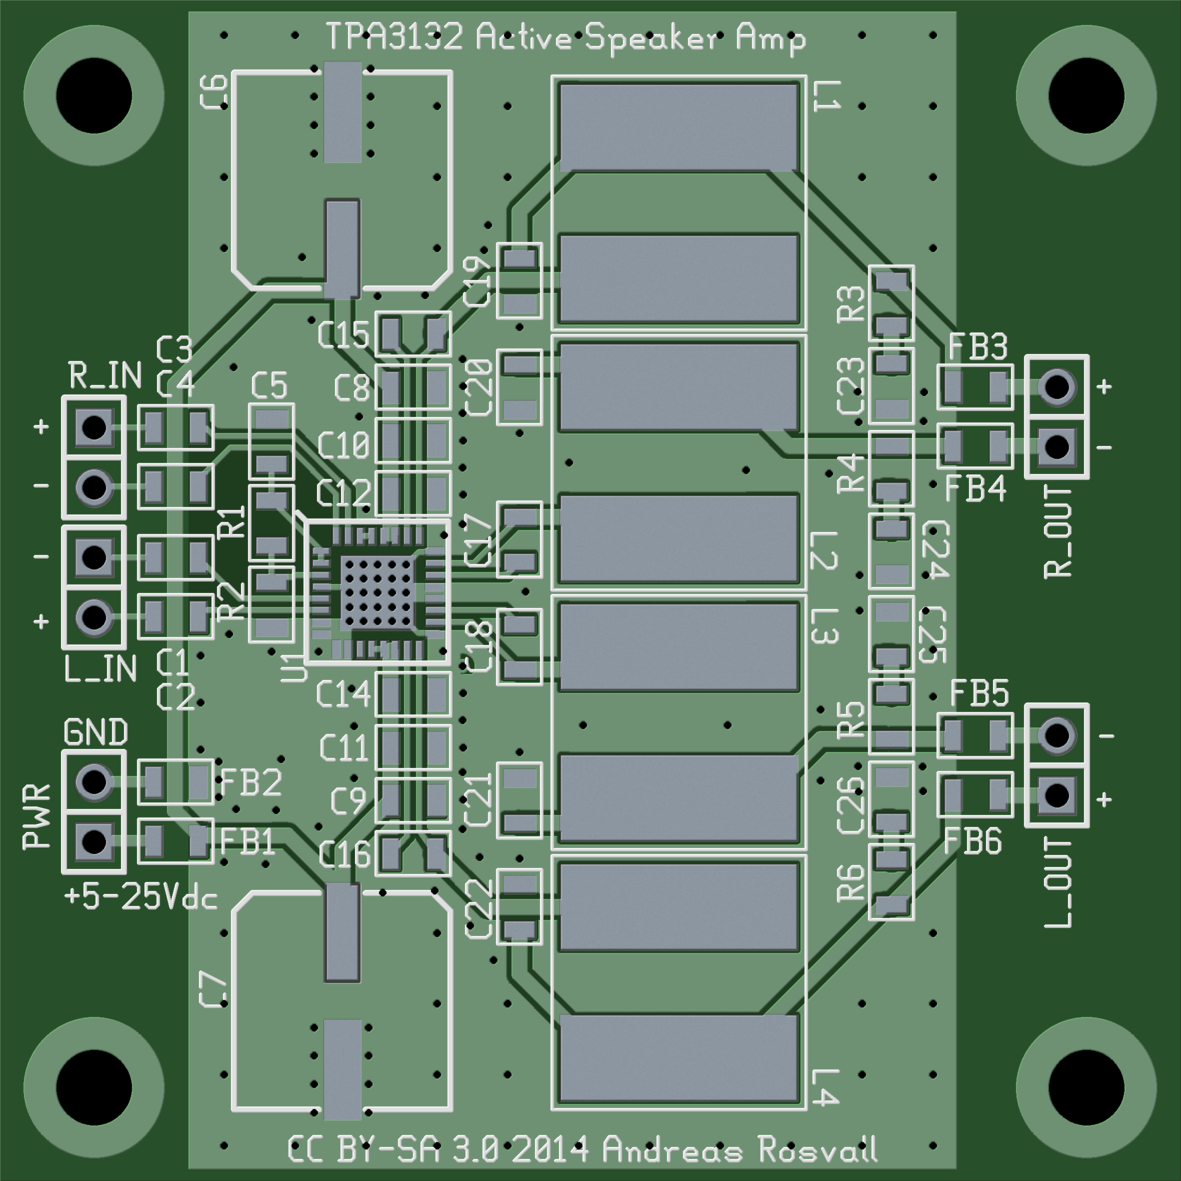 TPA3132 Active Speaker Amp
C6
L1
C19
R3
C15
C3
C4
C5
R_IN
FB3
C8
C20
C23
+
+
C10
-
-
R4
C12
FB4
R1
C17
R_OUT
-
L2
C24
R2
+
C18
L3
C25
U1
C1
L_IN
C2
C14
FB5
R5
GND
C11
-
FB2
C9
C21
C26
+
PWR
FB1
C16
FB6
+5-25Vdc
C22
R6
L_OUT
C7
L4
CC BY-SA 3.0 2014 Andreas Rosvall